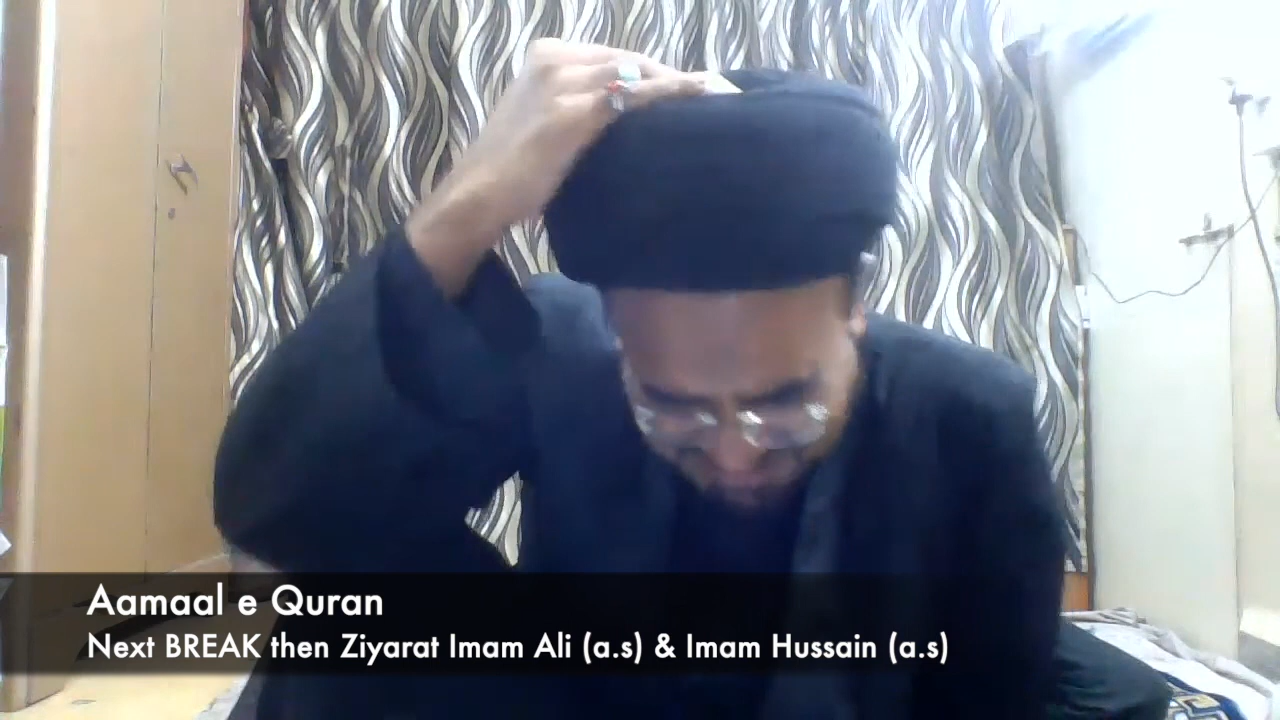 Aamaal e Quran
Next BREAK then Ziyarat Imam Ali (a.s) & Imam Hussain (a.s)